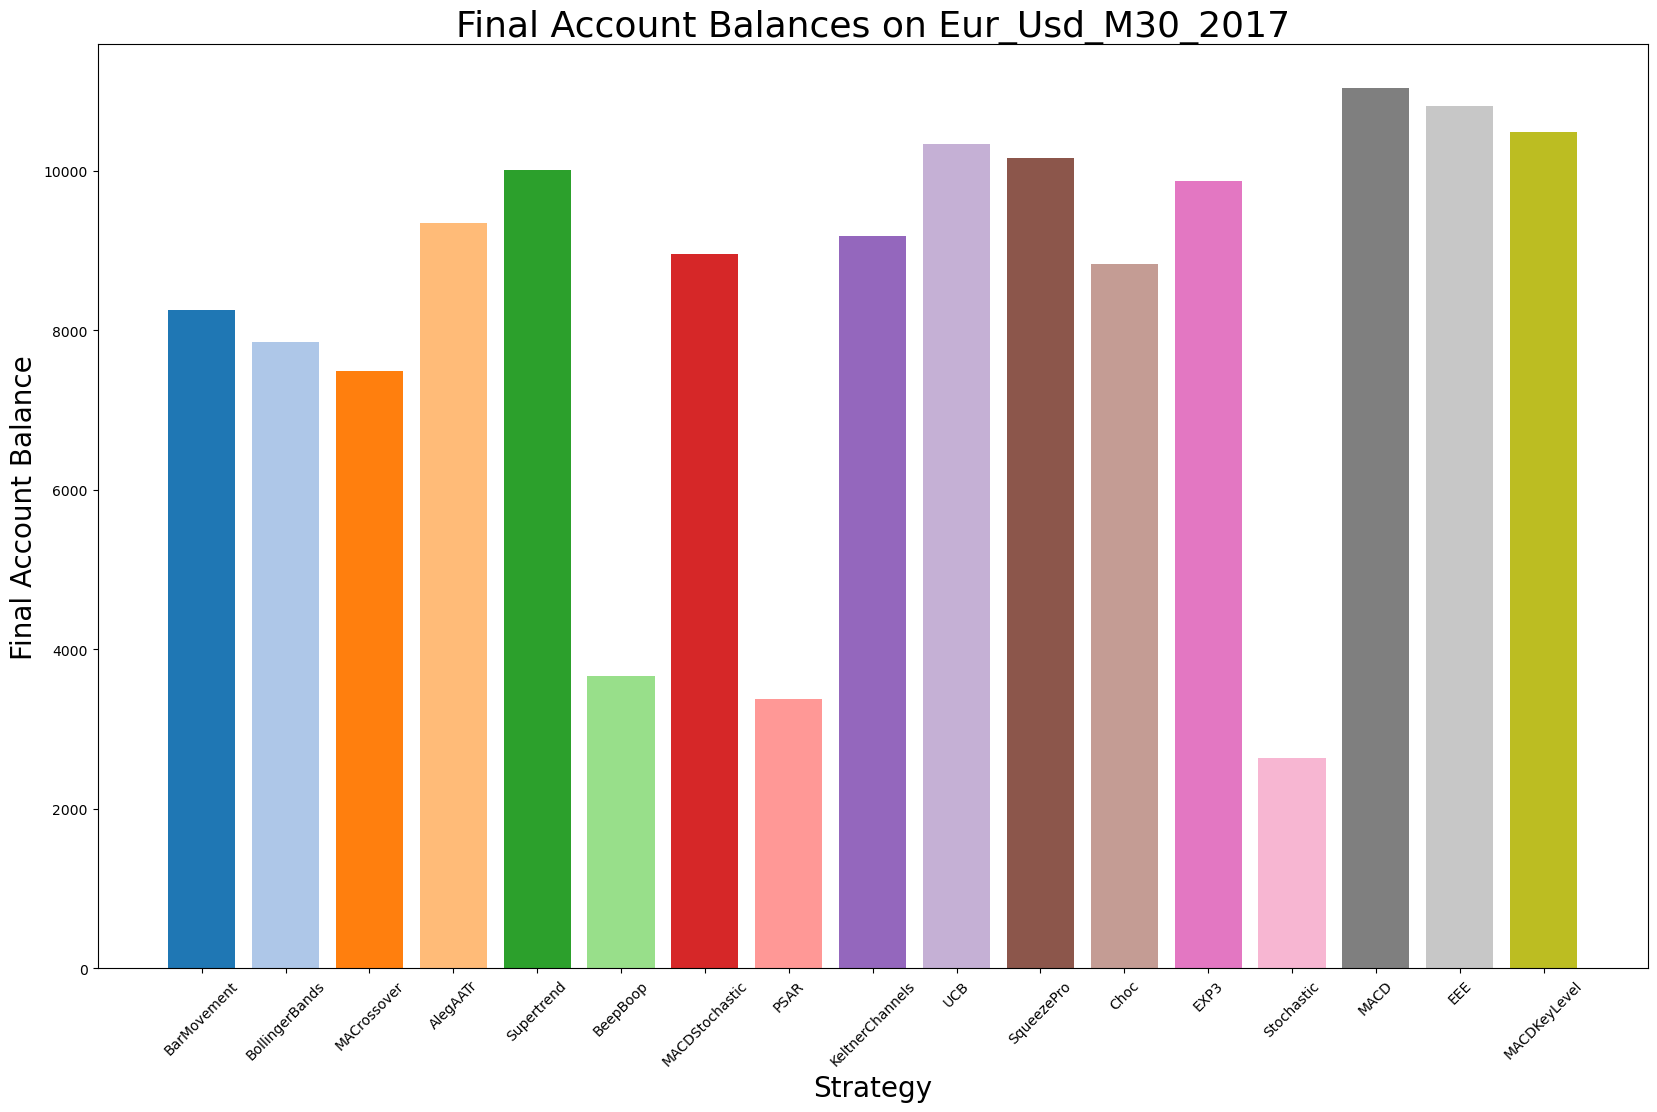 Final Account Balances on Eur_Usd_M30_2017
Final Account Balance
10000
8000
6000
4000
2000
0
BarMovement
BollingerBands
MACrossover
AlegAATr
Supertrend
BeepBoop
MACDStochastic
PSAR
KeltnerChannels
UCB
SqueezePro
Choc
EXP3
Stochastic
MACD
EEE
MACDKeyLevel
Strategy